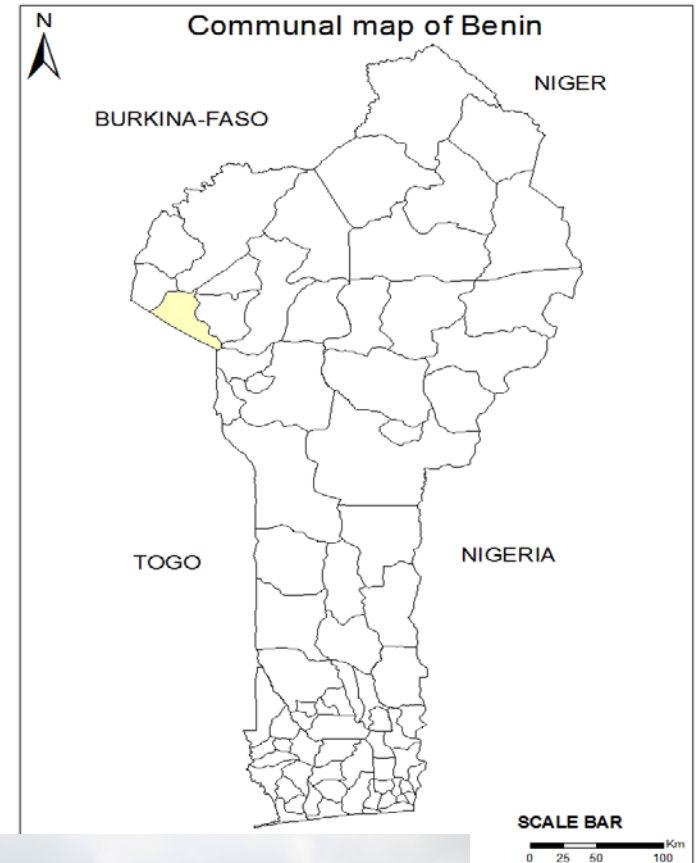 N
Communal map of Benin
NIGER
BURKINA-FASO
TOGO
NIGERIA
SCALE BAR
Km
0 25 50 100